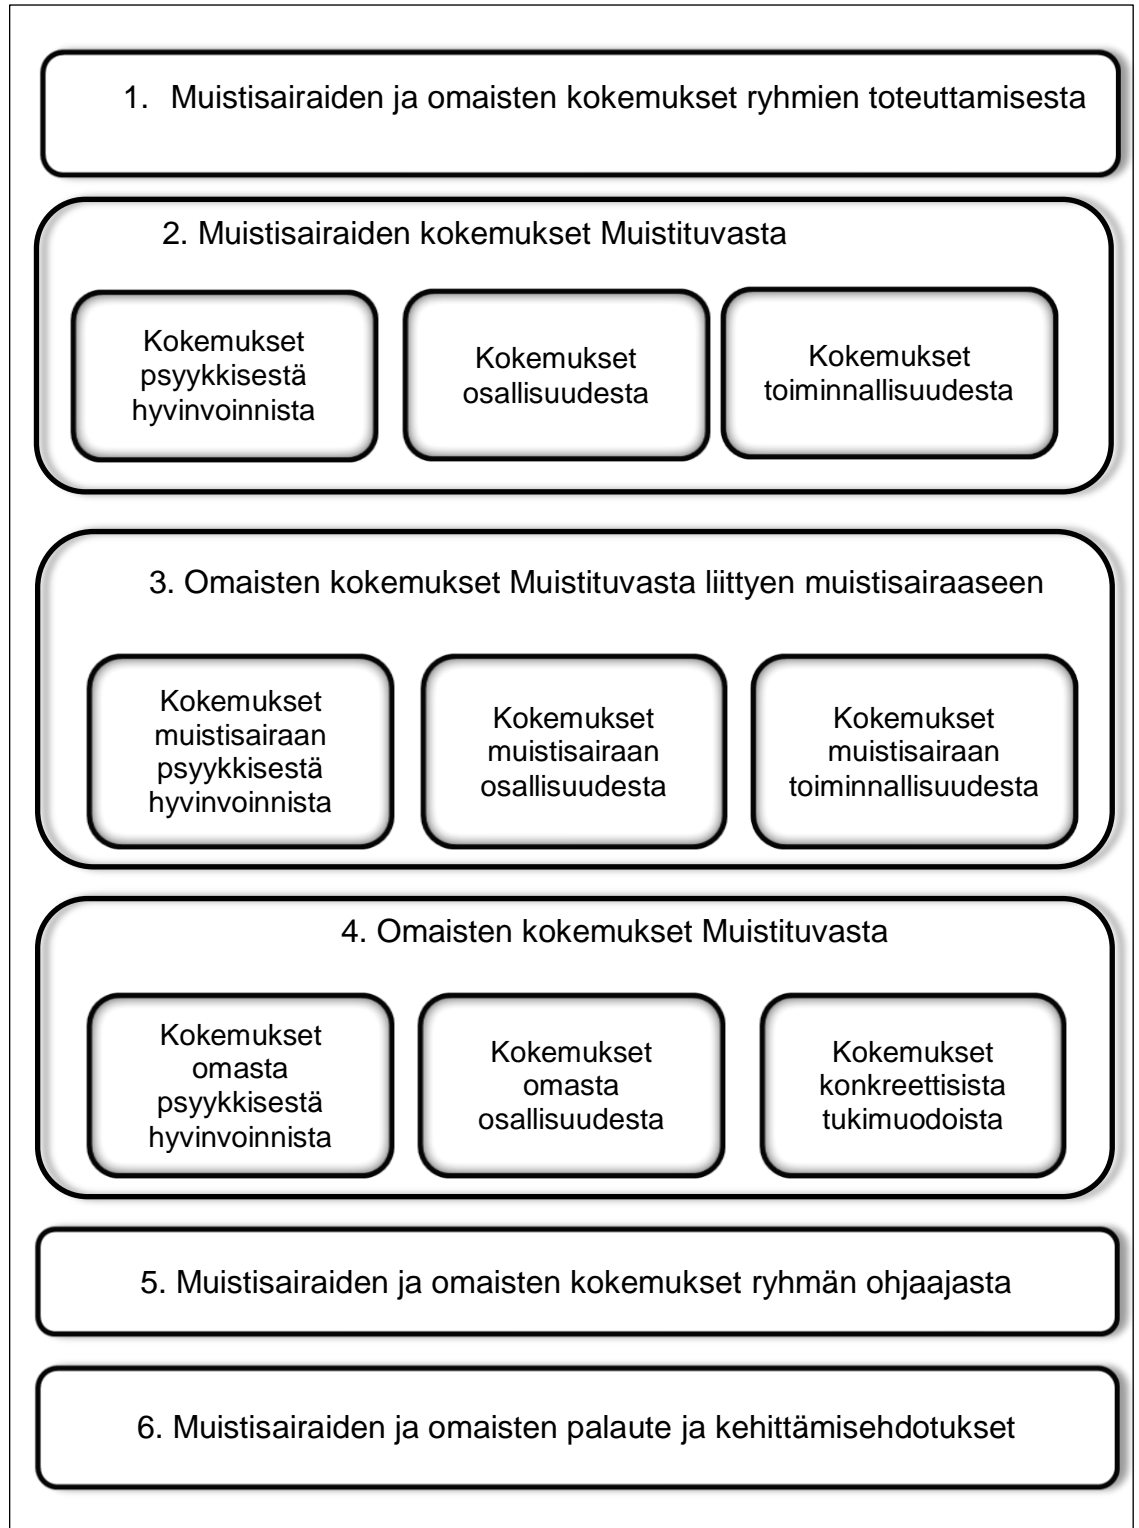 1. Muistisairaiden ja omaisten kokemukset ryhmien toteuttamisesta
2. Muistisairaiden kokemukset Muistituvasta
Kokemukset
psyykkisestä
hyvinvoinnista
Kokemukset
osallisuudesta
Kokemukset
toiminnallisuudesta
3. Omaisten kokemukset Muistituvasta liittyen muistisairaaseen
Kokemukset
muistisairaan
psyykkisestä
hyvinvoinnista
Kokemukset
muistisairaan
osallisuudesta
Kokemukset
muistisairaan
toiminnallisuudesta
4. Omaisten kokemukset Muistituvasta
Kokemukset
omasta
psyykkisestä
hyvinvoinnista
Kokemukset
omasta
osallisuudesta
Kokemukset
konkreettisista
tukimuodoista
5. Muistisairaiden ja omaisten kokemukset ryhmän ohjaajasta
6. Muistisairaiden ja omaisten palaute ja kehittämisehdotukset